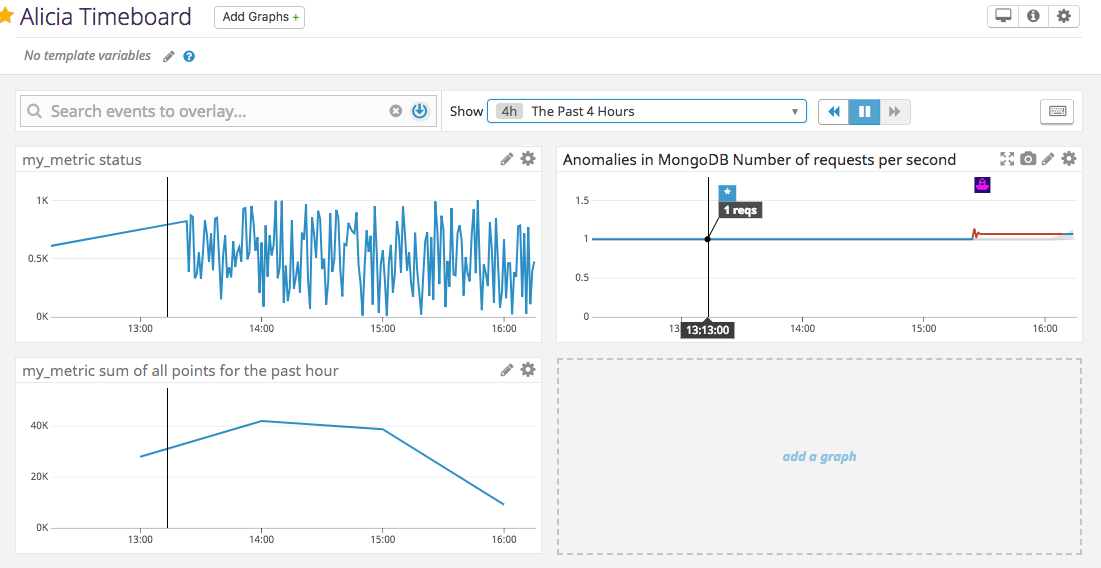 Alicia Timeboard
Add Graphs +
No template variables
Search events to overlay...
Show 4h The Past 4 Hours
my_metric status
1K
0.5K
0K
13:00 14:00 15:00 16:00
Anomalies in MongoDB Number of requests per second
1.5
1
0.5
0
1 reqs
13 13:13:00 14:00 15:00 16:00
my_metric sum of all points for the past hour
40K
20K
0K
13:00 14:00 15:00 16:00
add a graph